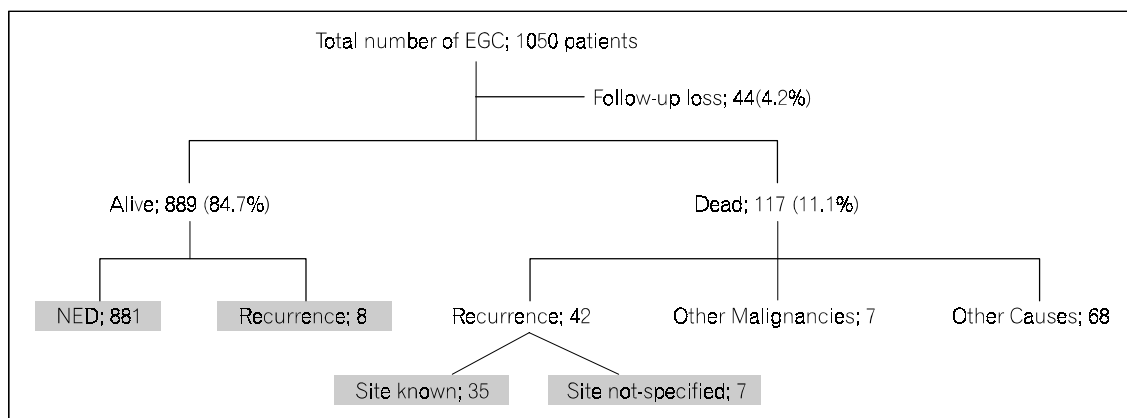 Total number of EGC; 1050 patients
Follow-up loss; 44(4.2%)
Alive; 889 (84.7%)
Dead; 117 (11.1%)
NED; 881
Recurrence; 8
Recurrence; 42
Other Malignancies; 7
Other Causes; 68
Site known; 35
Site not-specified; 7